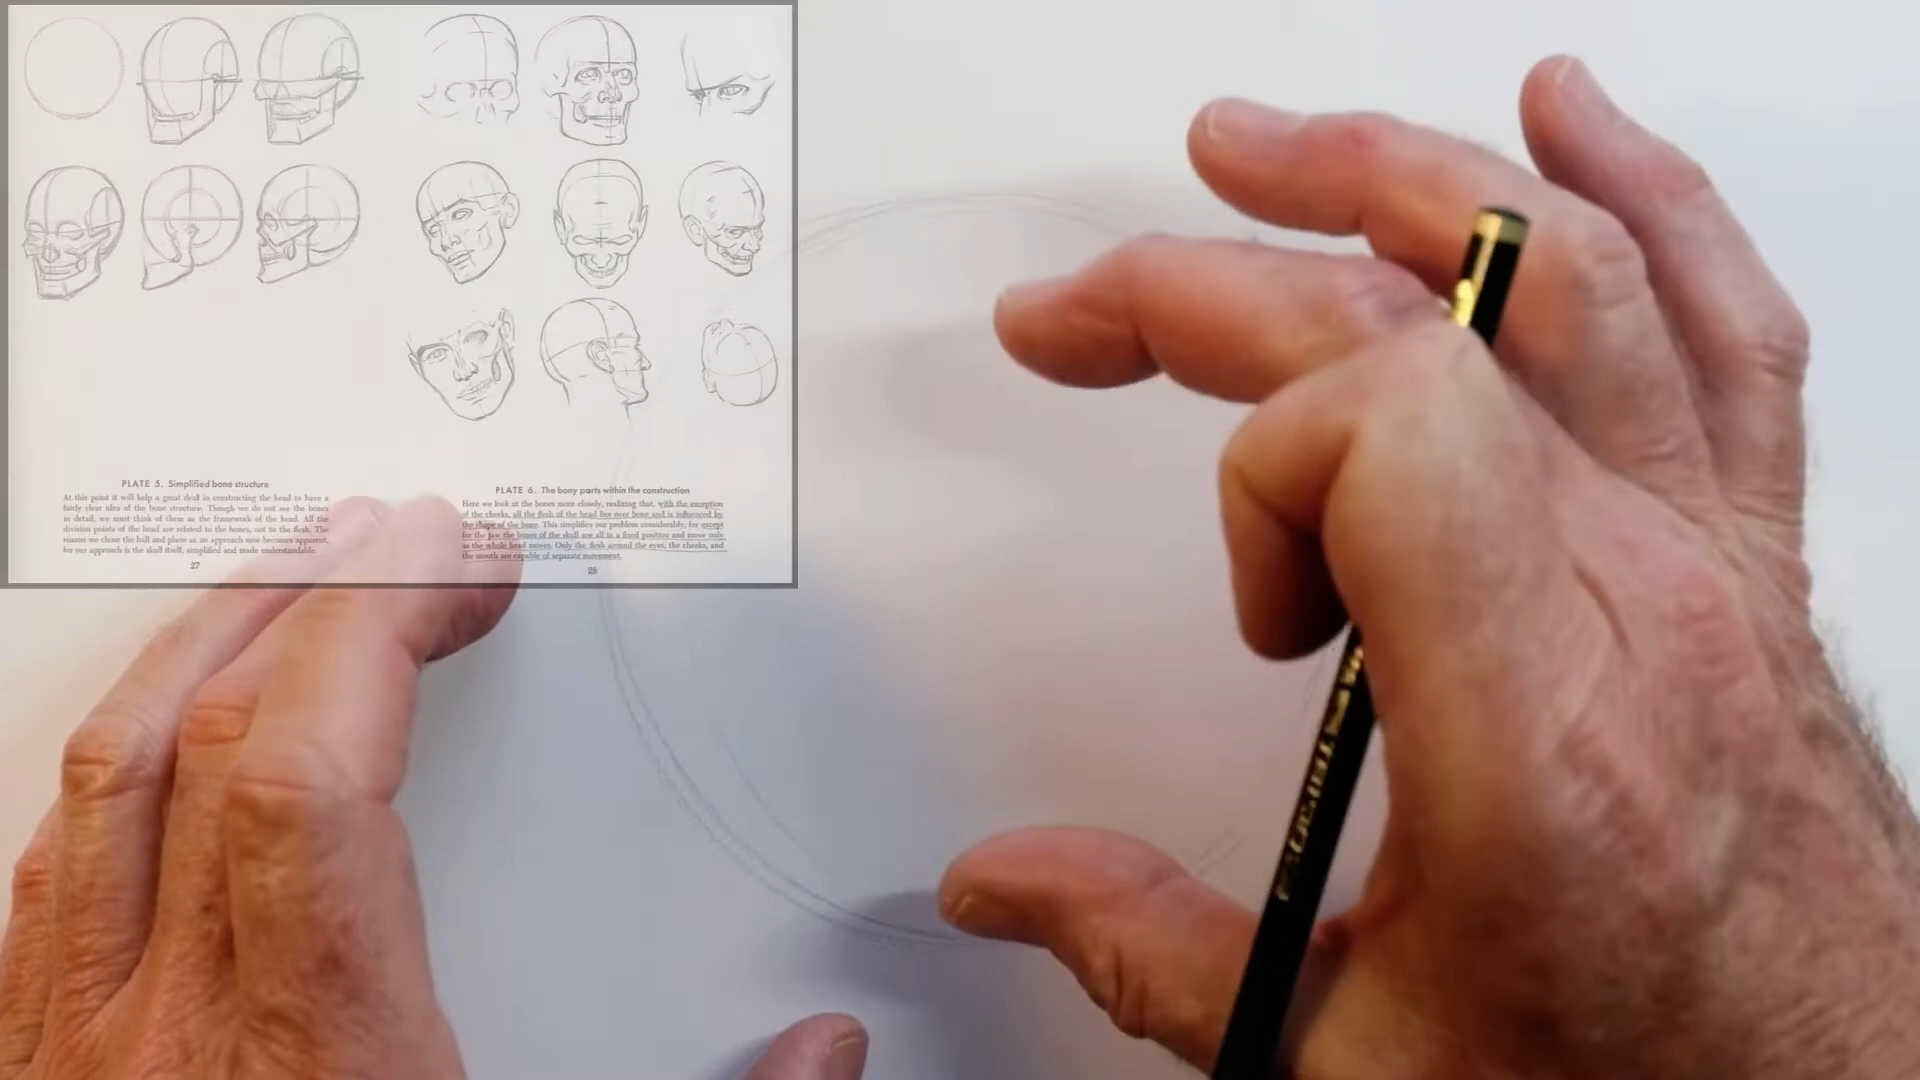 PLATE 5. Simplified bone structure
At this point it will help a great deal in constructing the head to have a
fairly clear idea of the bone structure. Though we do not see the bones
in detail, we must think of them as the framework of the head. All the
division points of the head are related to the bones, not to the flesh. The
reason we chose the ball and plane as an approach now becomes apparent,
for our approach is the skull itself, simplified and made understandable.
27
PLATE 6. The bony parts within the construction
Here we look at the bones more closely, realizing that, with the exception
of the cheeks, all the flesh of the head lies over bone and is influenced by
the shape of the bone. This simplifies our problem considerably, for except
for the jaw the bones of the skull are all in a fixed position and move only
as the whole head moves. Only the flesh around the eyes, the cheeks, and
the mouth are capable of separate movement.
28